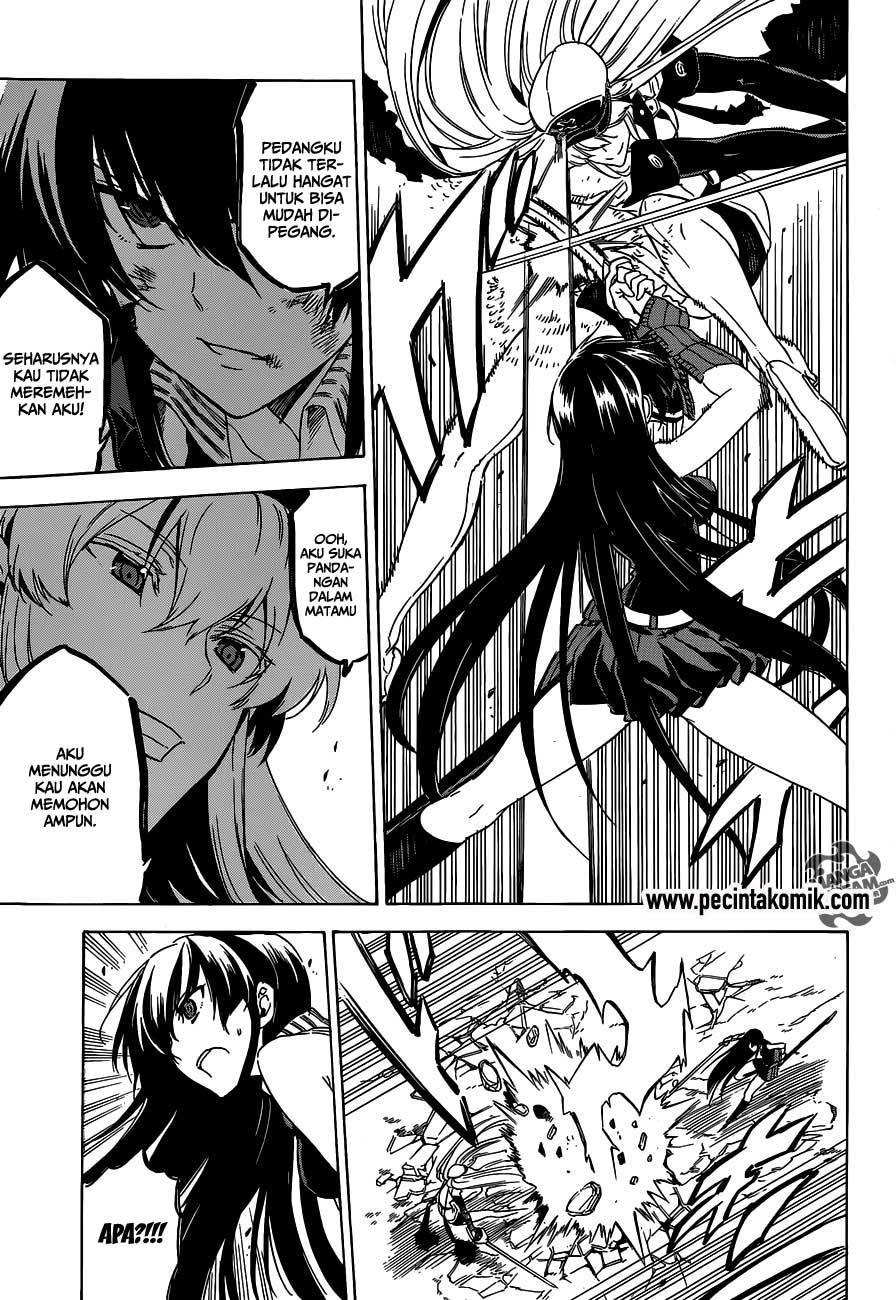 PEDANGKU
TIDAK TER-
LALU HANGAT
UNTUK BISA
MUDAH DI-
PEGANG.
SEHARUSNYA
KAU TIDAK
MEREMEH-
KAN AKU!
OOH,
AKU SUKA
PANDA-
NGAN
DALAM
MATAMU
AKU
MENUNGGU
KAU AKAN
MEMOHON
AMPUN.
MANGA
www.pecintakomik.com
APA?!!!